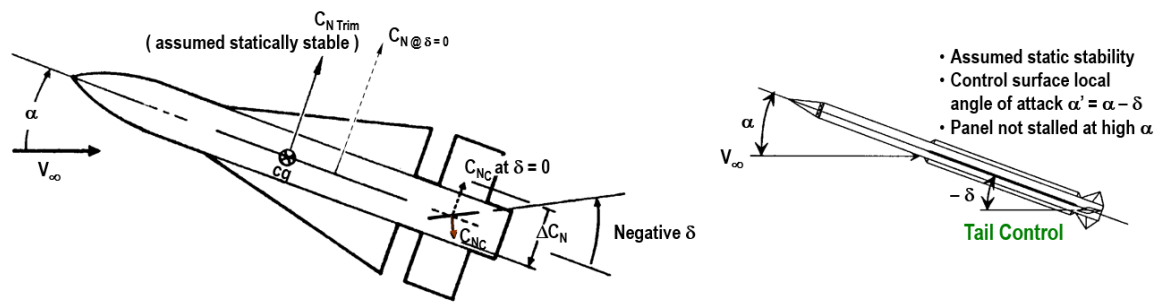 C_N Trim
( assumed statically stable )
C_N @ δ = 0
α
V∞
cg
C_NC at δ = 0
C_NC
ΔC_N
Negative δ
• Assumed static stability
• Control surface local
angle of attack α’ = α – δ
• Panel not stalled at high α
α
V∞
– δ
Tail Control